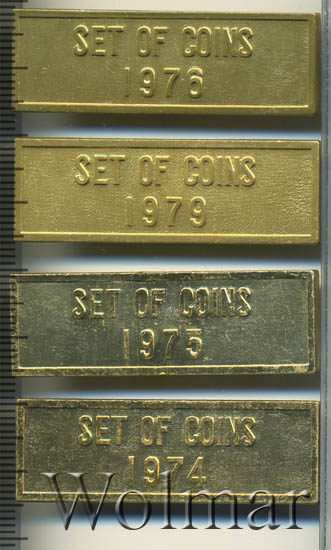 SET OF COINS
1976
SET OF COINS
1979
SET OF COINS
1975
SET OF COINS
1974
Wolmar